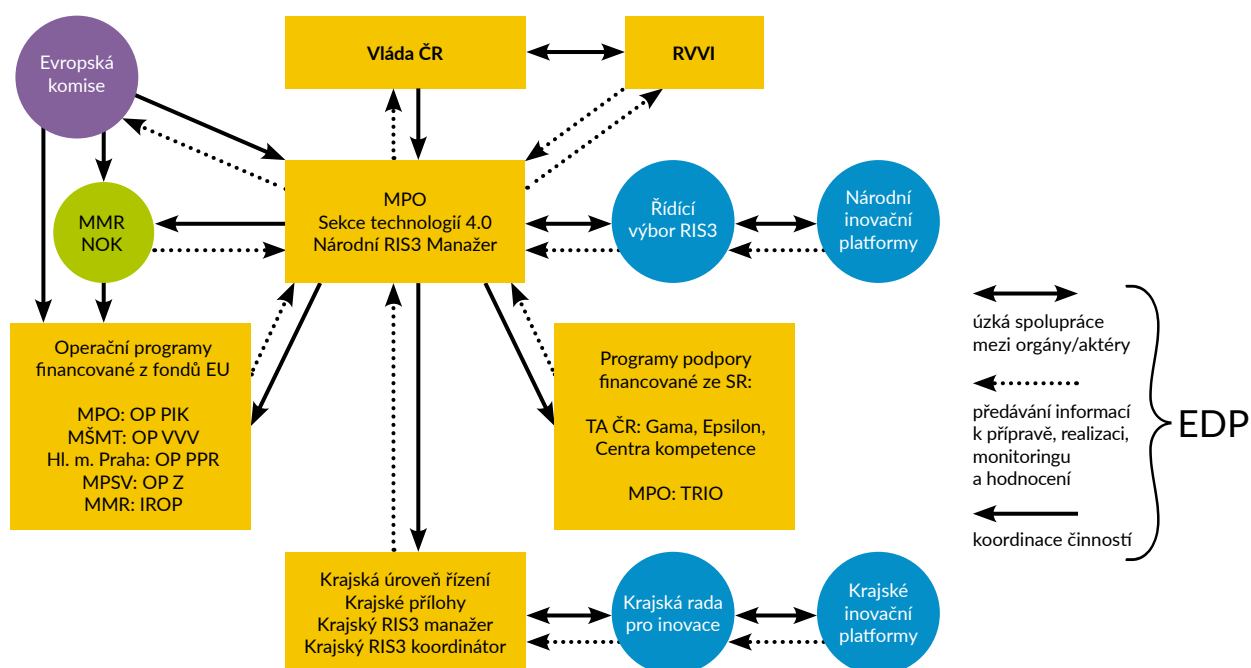 Evropská
komise
Vláda ČR
RVVI
MMR
NOK
MPO
Sekce technologií 4.0
Národní RIS3 Manažer
Řídící
výbor RIS3
Národní
inovační
platformy
Operační programy
financované z fondů EU
MPO: OP PIK
MŠMT: OP VVV
Hl. m. Praha: OP PPR
MPSV: OP Z
MMR: IROP
Programy podpory
financované ze SR:
TA ČR: Gama, Epsilon,
Centra kompetence
MPO: TRIO
Krajská úroveň řízení
Krajské přílohy
Krajský RIS3 manažer
Krajský RIS3 koordinátor
Krajská rada
pro inovace
Krajské
inovační
platformy
úzká spolupráce
mezi orgány/aktéry
předávání informací
k přípravě, realizaci,
monitoringu
a hodnocení
koordinace činností
EDP